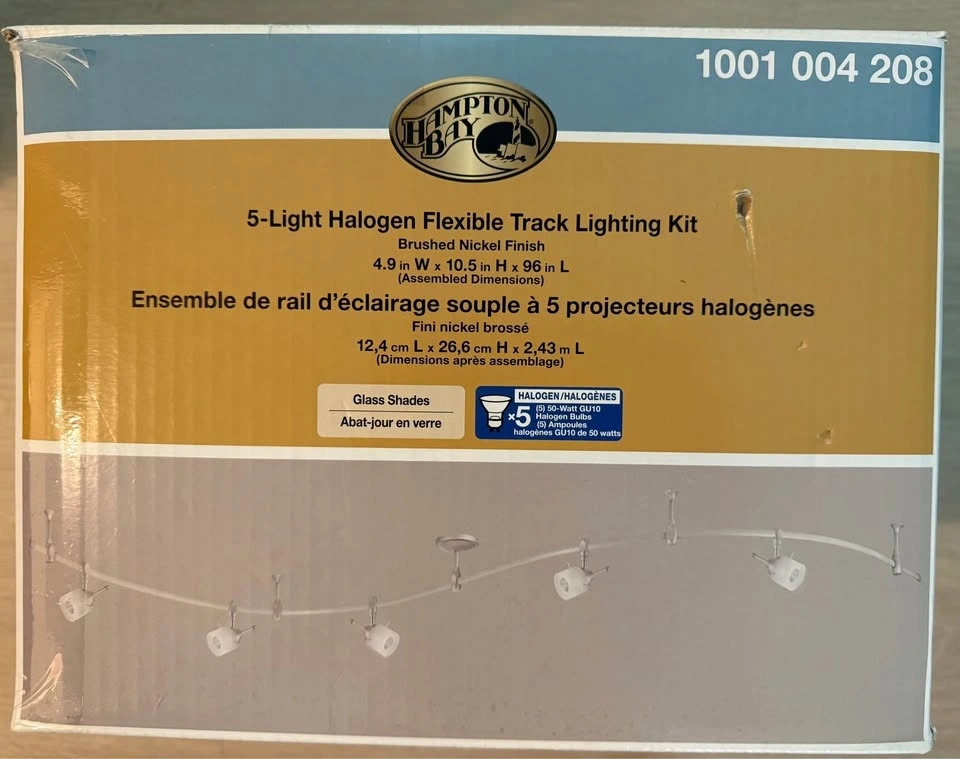 1001 004 208
HAMPTON
BAY
5-Light Halogen Flexible Track Lighting Kit
Brushed Nickel Finish
4.9 in W x 10.5 in H x 96 in L
(Assembled Dimensions)
Ensemble de rail d'éclairage souple à 5 projecteurs halogènes
Fini nickel brossé
12,4 cm L x 26,6 cm H x 2,43 m L
(Dimensions après assemblage)
Glass Shades
Abat-jour en verre
HALOGEN/HALOGÈNES
x5
(5) 50-Watt GU10
Halogen Bulbs
(5) Ampoules
halogènes GU10 de 50 watts